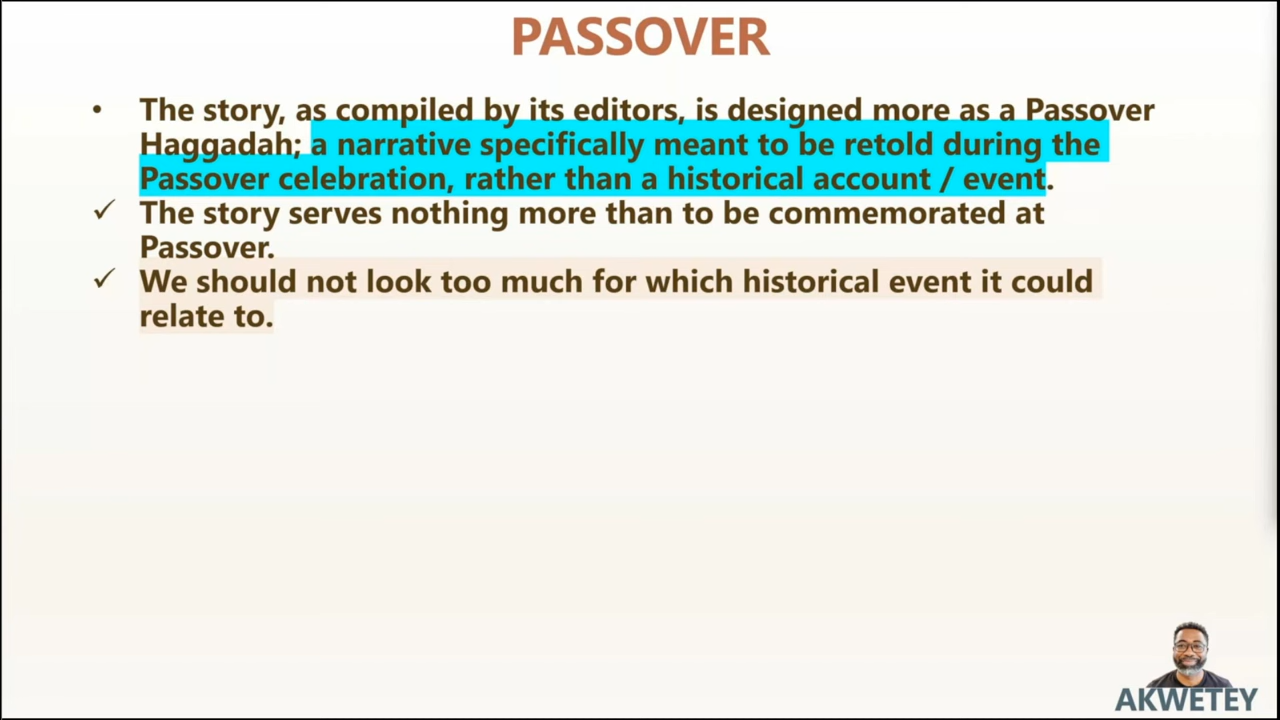 PASSOVER
• The story, as compiled by its editors, is designed more as a Passover
Haggadah; a narrative specifically meant to be retold during the
Passover celebration, rather than a historical account / event.
✓ The story serves nothing more than to be commemorated at
Passover.
✓ We should not look too much for which historical event it could
relate to.
AKWETEY